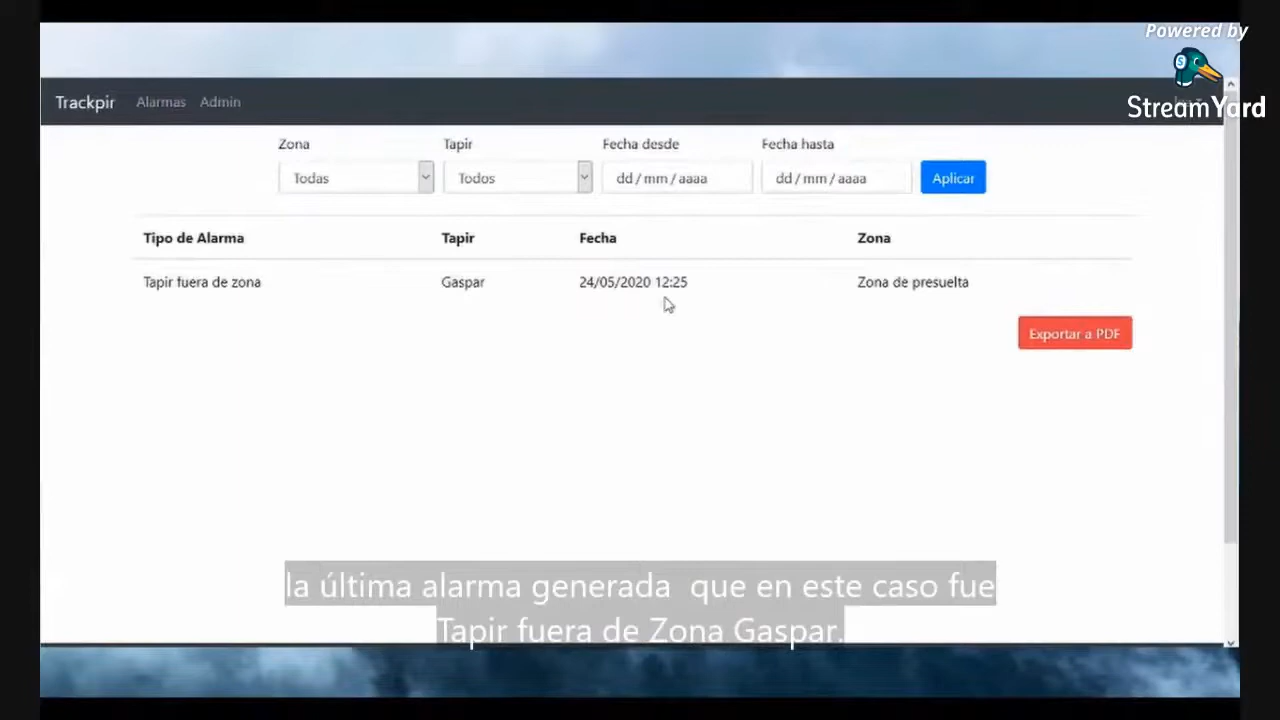 Powered by
StreamYard
Trackpir Alarmas Admin
Zona Tapir Fecha desde Fecha hasta
Todas Todos dd / mm / aaaa dd / mm / aaaa Aplicar
Tipo de Alarma Tapir Fecha Zona
Tapir fuera de zona Gaspar 24/05/2020 12:25 Zona de presuelta
Exportar a PDF
la última alarma generada que en este caso fue
Tapir fuera de Zona Gaspar.